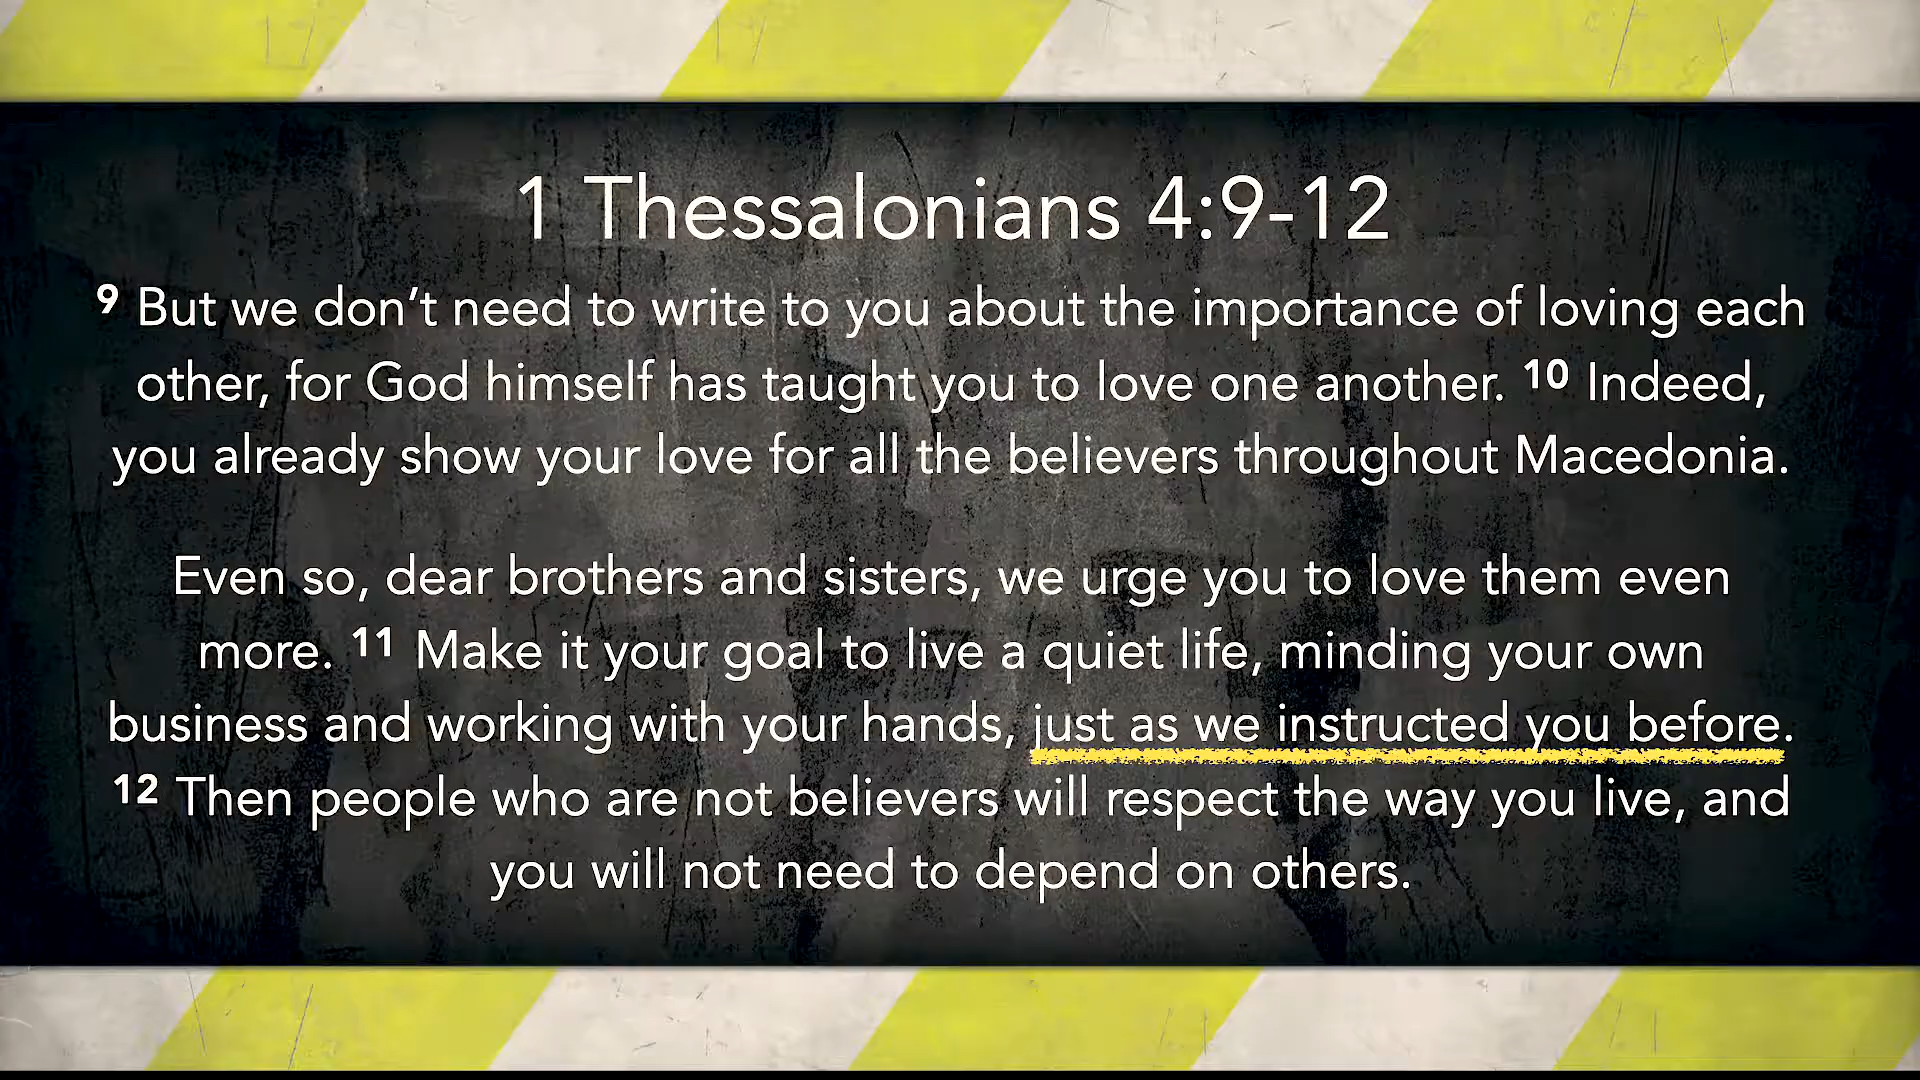 1 Thessalonians 4:9-12
9 But we don’t need to write to you about the importance of loving each
other, for God himself has taught you to love one another. 10 Indeed,
you already show your love for all the believers throughout Macedonia.
Even so, dear brothers and sisters, we urge you to love them even
more. 11 Make it your goal to live a quiet life, minding your own
business and working with your hands, just as we instructed you before.
12 Then people who are not believers will respect the way you live, and
you will not need to depend on others.